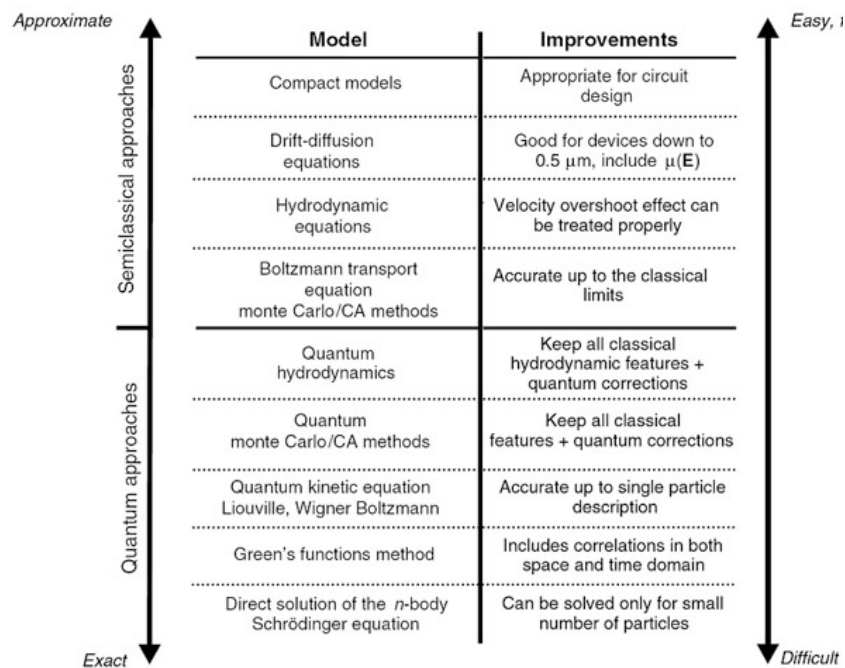 Approximate
Easy,
Model
Improvements
Compact models
Appropriate for circuit
design
Drift-diffusion
equations
Good for devices down to
0.5 μm, include μ(E)
Hydrodynamic
equations
Velocity overshoot effect can
be treated properly
Boltzmann transport
equation
monte Carlo/CA methods
Accurate up to the classical
limits
Semiclassical approaches
Quantum
hydrodynamics
Keep all classical
hydrodynamic features +
quantum corrections
Quantum
monte Carlo/CA methods
Keep all classical
features + quantum corrections
Quantum kinetic equation
Liouville, Wigner Boltzmann
Accurate up to single particle
description
Green's functions method
Includes correlations in both
space and time domain
Direct solution of the n-body
Schrödinger equation
Can be solved only for small
number of particles
Quantum approaches
Exact
Difficult